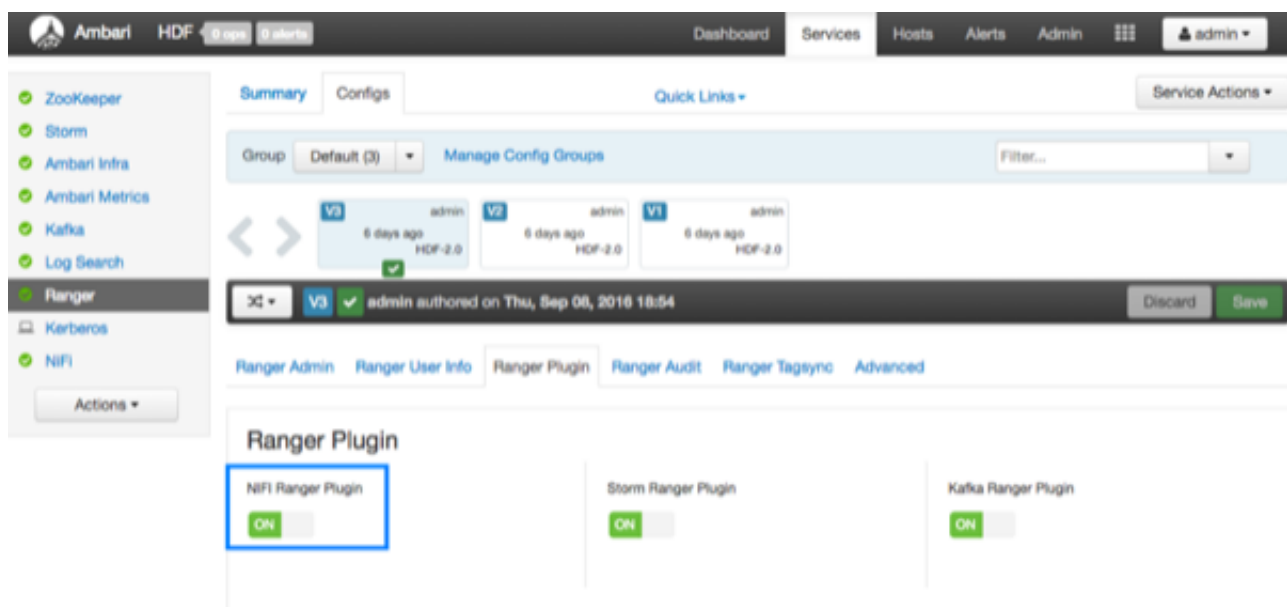 Ambari HDF 0 ops 0 alerts Dashboard Services Hosts Alerts Admin admin
ZooKeeper
Storm
Ambari Infra
Ambari Metrics
Kafka
Log Search
Ranger
Kerberos
NiFi
Actions
Summary Configs Quick Links Service Actions
Group Default (3) Manage Config Groups Filter...
V3 admin
6 days ago
HDF-2.0
V2 admin
6 days ago
HDF-2.0
V1 admin
6 days ago
HDF-2.0
V3 admin authored on Thu, Sep 08, 2016 18:54 Discard Save
Ranger Admin Ranger User Info Ranger Plugin Ranger Audit Ranger Tagsync Advanced
Ranger Plugin
NIFI Ranger Plugin Storm Ranger Plugin Kafka Ranger Plugin
ON ON ON